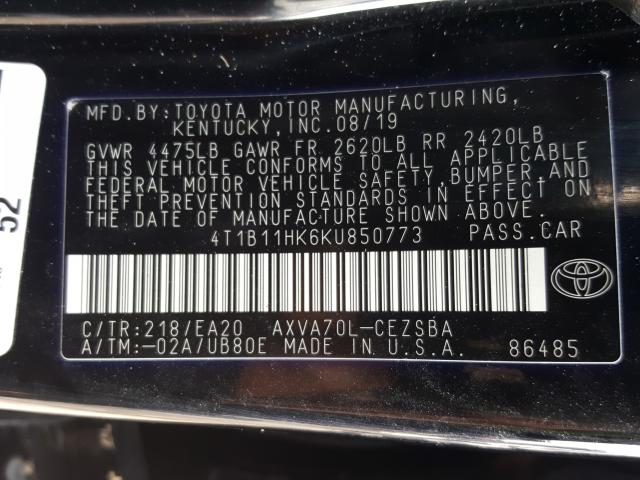 MFD.BY:TOYOTA MOTOR MANUFACTURING,
KENTUCKY,INC.08/19
GVWR 4475LB GAWR FR 2620LB RR 2420LB
THIS VEHICLE CONFORMS TO ALL APPLICABLE
FEDERAL MOTOR VEHICLE SAFETY,BUMPER,AND
THEFT PREVENTION STANDARDS IN EFFECT ON
THE DATE OF MANUFACTURE SHOWN ABOVE.
4T1B11HK6KU850773 PASS.CAR
C/TR:218/EA20 AXVA70L-CEZSBA
A/TM:-02A/UB80E MADE IN U.S.A. 86485
52